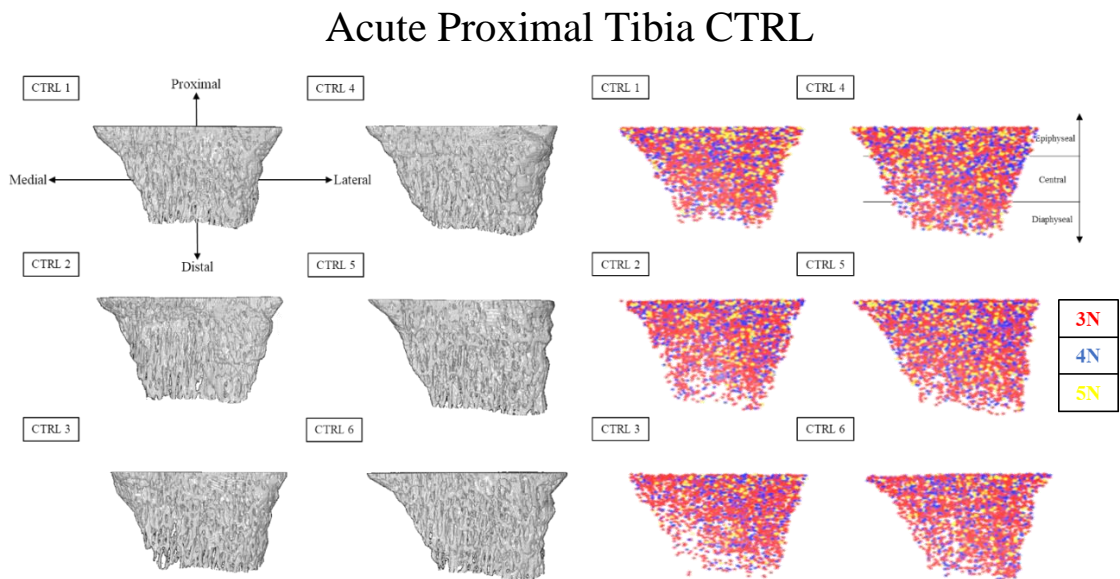 Acute Proximal Tibia CTRL
CTRL 1
Proximal
Medial
Lateral
Distal
CTRL 4
CTRL 2
CTRL 5
CTRL 3
CTRL 6
CTRL 1
CTRL 4
Epiphyseal
Central
Diaphyseal
CTRL 2
CTRL 5
3N
4N
5N
CTRL 3
CTRL 6